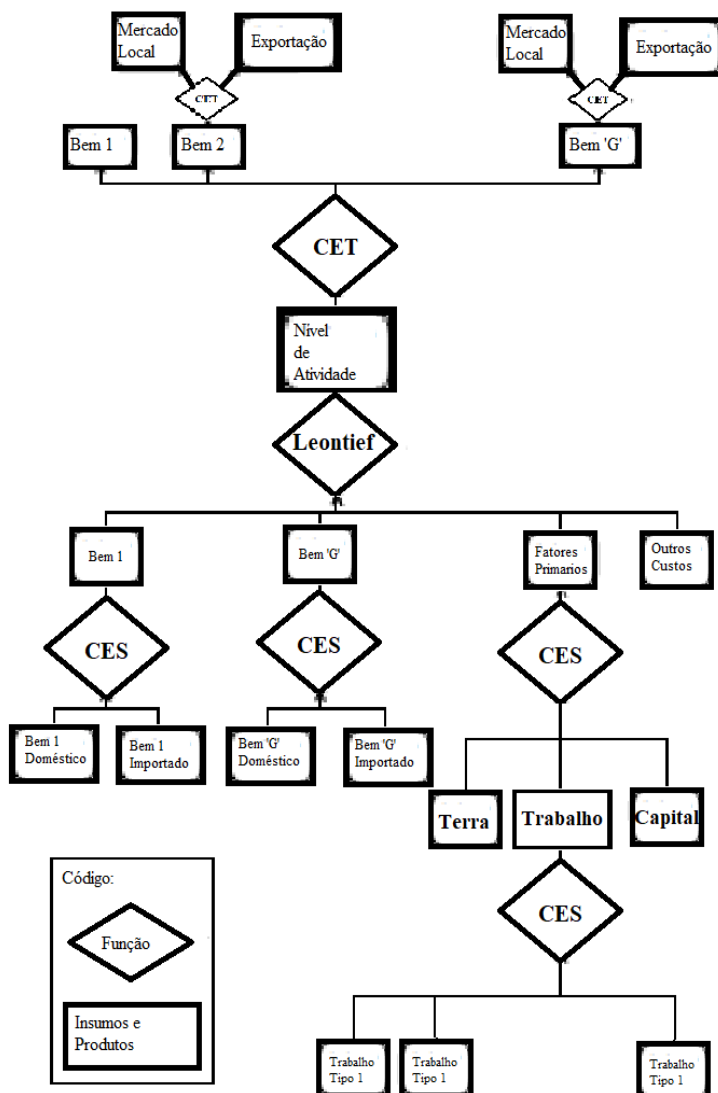 Mercado
Local
Exportação
Mercado
Local
Exportação
CET
CET
Bem 1
Bem 2
Bem 'G'
CET
Nível
de
Atividade
Leontief
Bem 1
Bem 'G'
Fatores
Primarios
Outros
Custos
CES
CES
CES
Bem 1
Doméstico
Bem 1
Importado
Bem 'G'
Doméstico
Bem 'G'
Importado
Terra
Trabalho
Capital
Código:
Função
Insumos e
Produtos
CES
Trabalho
Tipo 1
Trabalho
Tipo 1
Trabalho
Tipo 1